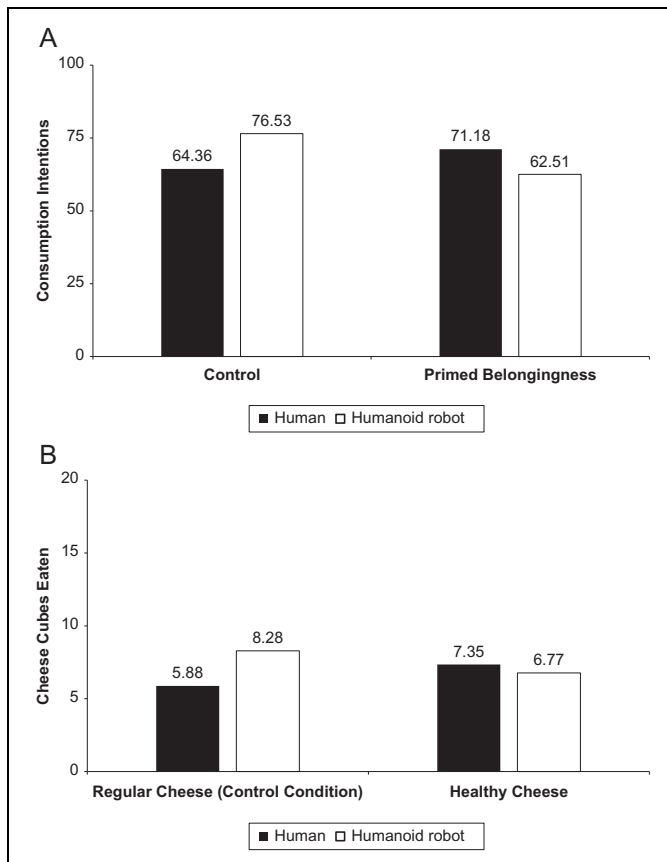 A
100
75
50
25
0
Consumption Intentions
64.36
76.53
71.18
62.51
Control
Primed Belongingness
Human Humanoid robot
B
20
15
10
5
0
Cheese Cubes Eaten
5.88
8.28
7.35
6.77
Regular Cheese (Control Condition)
Healthy Cheese
Human Humanoid robot